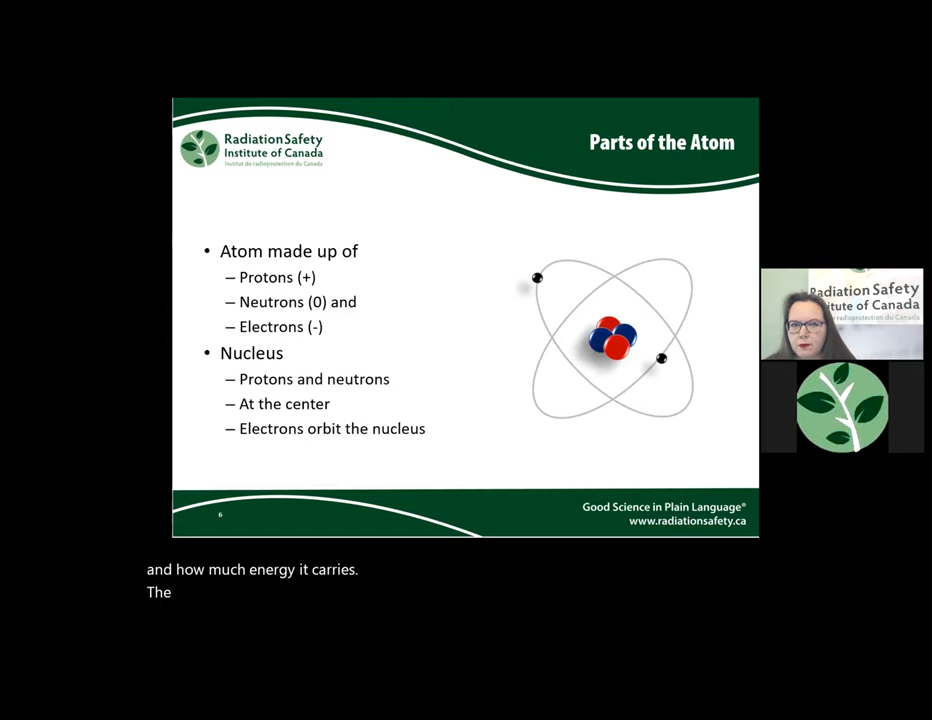 RadiationSafety
Institute of Canada
Institut de radioprotection du Canada
Parts of the Atom
• Atom made up of
– Protons (+)
– Neutrons (0) and
– Electrons (-)
• Nucleus
– Protons and neutrons
– At the center
– Electrons orbit the nucleus
6
Good Science in Plain Language®
www.radiationsafety.ca
Radiation Safety
itute of Canada
radioprotection du Canada
and how much energy it carries.
The